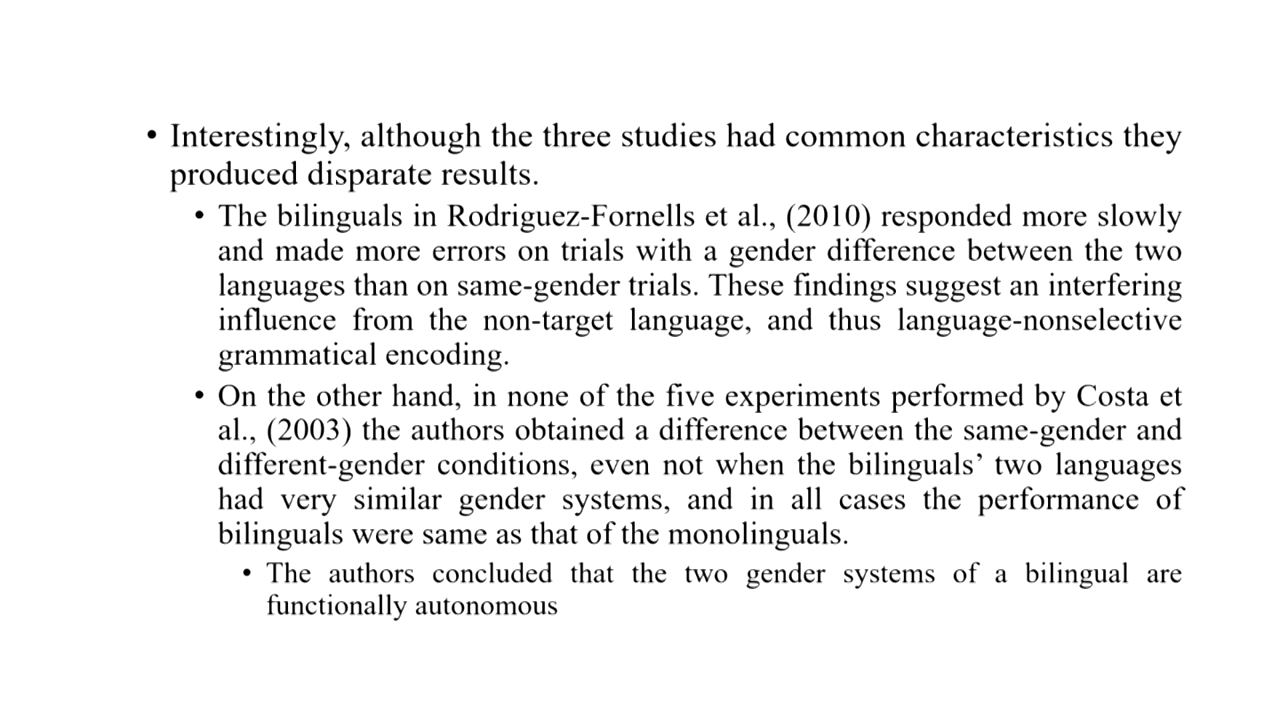 • Interestingly, although the three studies had common characteristics they
produced disparate results.
• The bilinguals in Rodriguez-Fornells et al., (2010) responded more slowly
and made more errors on trials with a gender difference between the two
languages than on same-gender trials. These findings suggest an interfering
influence from the non-target language, and thus language-nonselective
grammatical encoding.
• On the other hand, in none of the five experiments performed by Costa et
al., (2003) the authors obtained a difference between the same-gender and
different-gender conditions, even not when the bilinguals’ two languages
had very similar gender systems, and in all cases the performance of
bilinguals were same as that of the monolinguals.
• The authors concluded that the two gender systems of a bilingual are
functionally autonomous